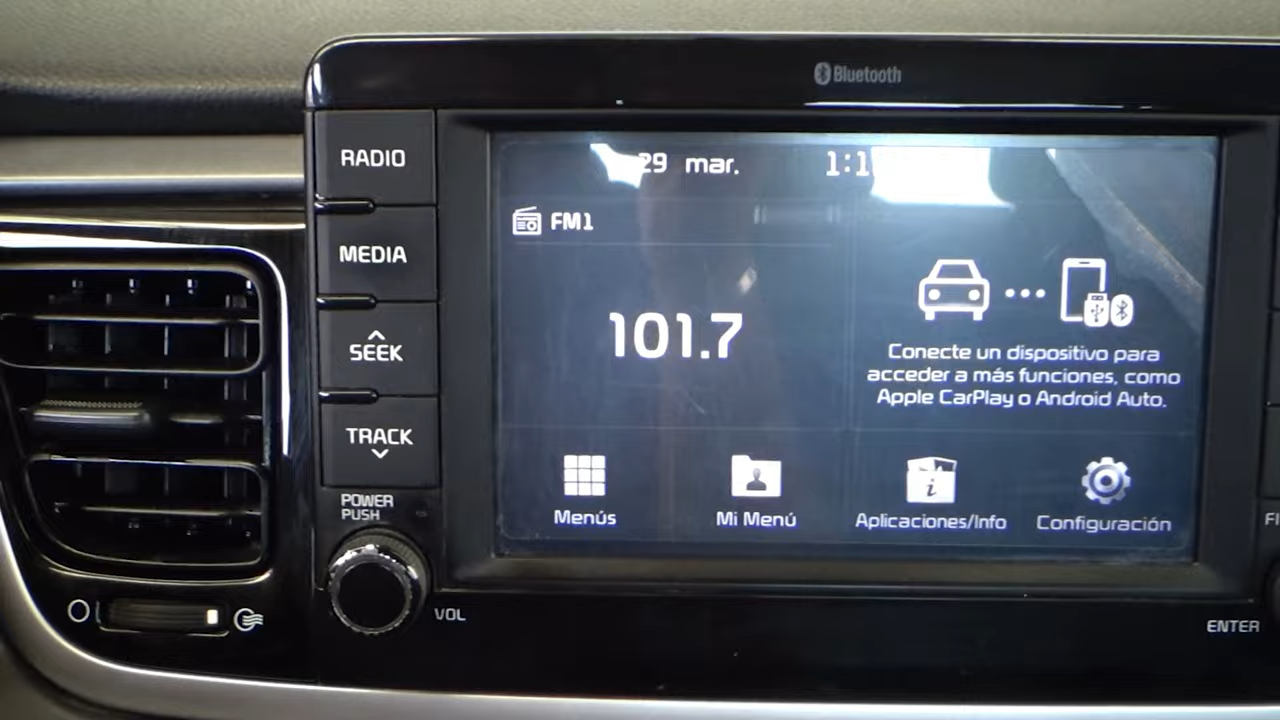 Bluetooth
RADIO
MEDIA
SEEK
TRACK
POWER
PUSH
VOL
29 mar.
FM1
101.7
Conecte un dispositivo para
acceder a más funciones, como
Apple CarPlay o Android Auto.
Menús
Mi Menú
Aplicaciones/Info
Configuración
ENTER